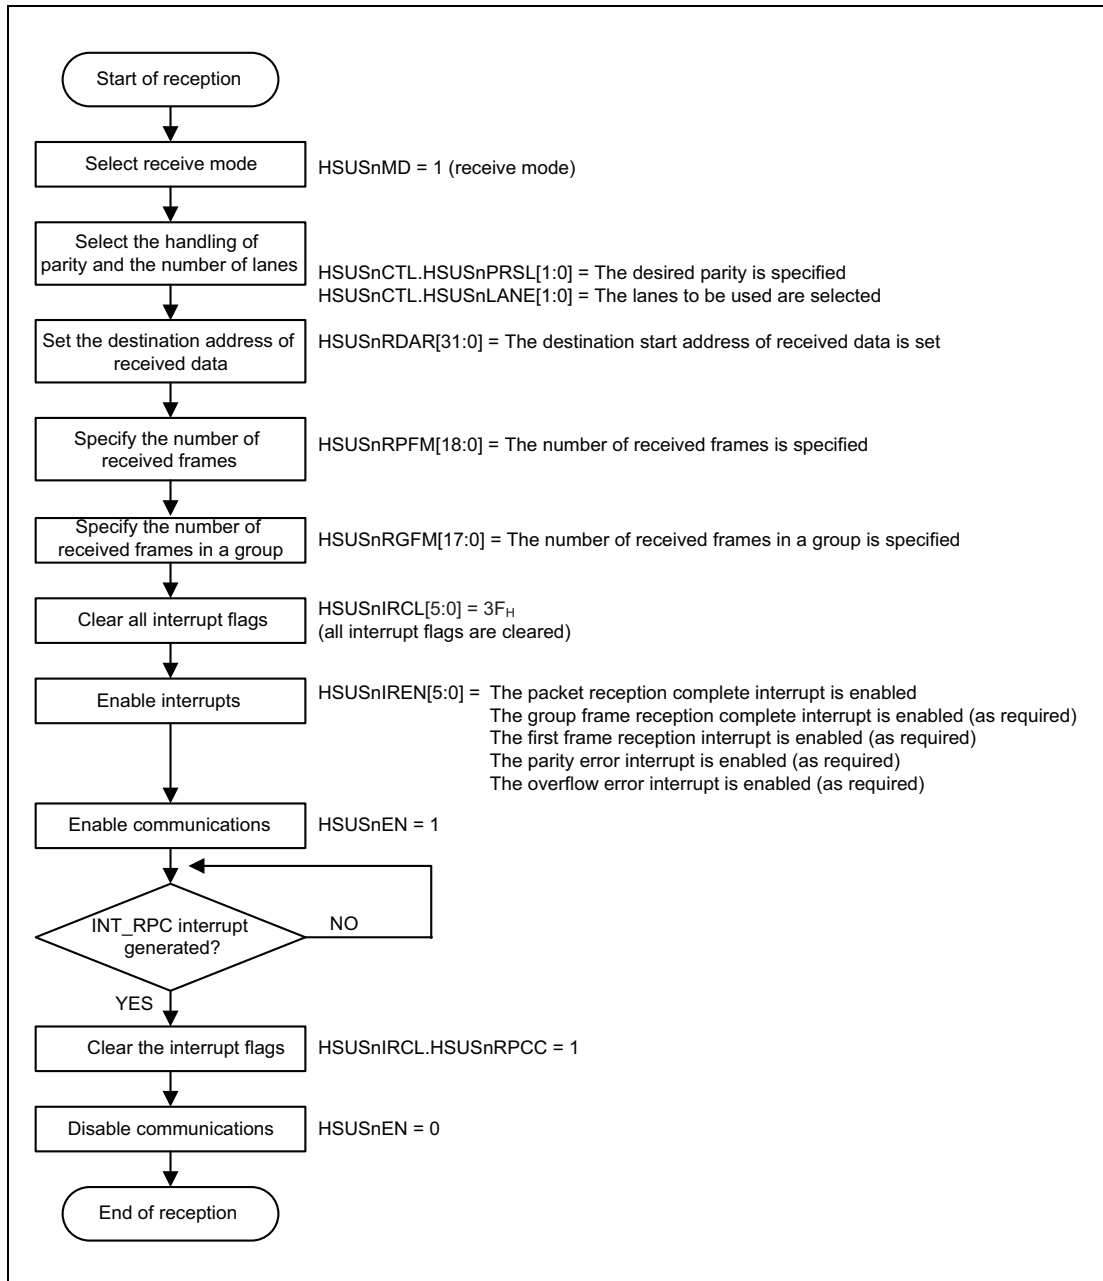 Start of reception
Select receive mode
HSUSnMD = 1 (receive mode)
Select the handling of
parity and the number of lanes
HSUSnCTL.HSUSnPRSL[1:0] = The desired parity is specified
HSUSnCTL.HSUSnLANE[1:0] = The lanes to be used are selected
Set the destination address of
received data
HSUSnRDAR[31:0] = The destination start address of received data is set
Specify the number of
received frames
HSUSnRPFM[18:0] = The number of received frames is specified
Specify the number of
received frames in a group
HSUSnRGFM[17:0] = The number of received frames in a group is specified
Clear all interrupt flags
HSUSnIRCL[5:0] = 3FH
(all interrupt flags are cleared)
Enable interrupts
HSUSnIREN[5:0] = The packet reception complete interrupt is enabled
The group frame reception complete interrupt is enabled (as required)
The first frame reception interrupt is enabled (as required)
The parity error interrupt is enabled (as required)
The overflow error interrupt is enabled (as required)
Enable communications
HSUSnEN = 1
INT_RPC interrupt
generated?
NO
YES
Clear the interrupt flags
HSUSnIRCL.HSUSnRPCC = 1
Disable communications
HSUSnEN = 0
End of reception